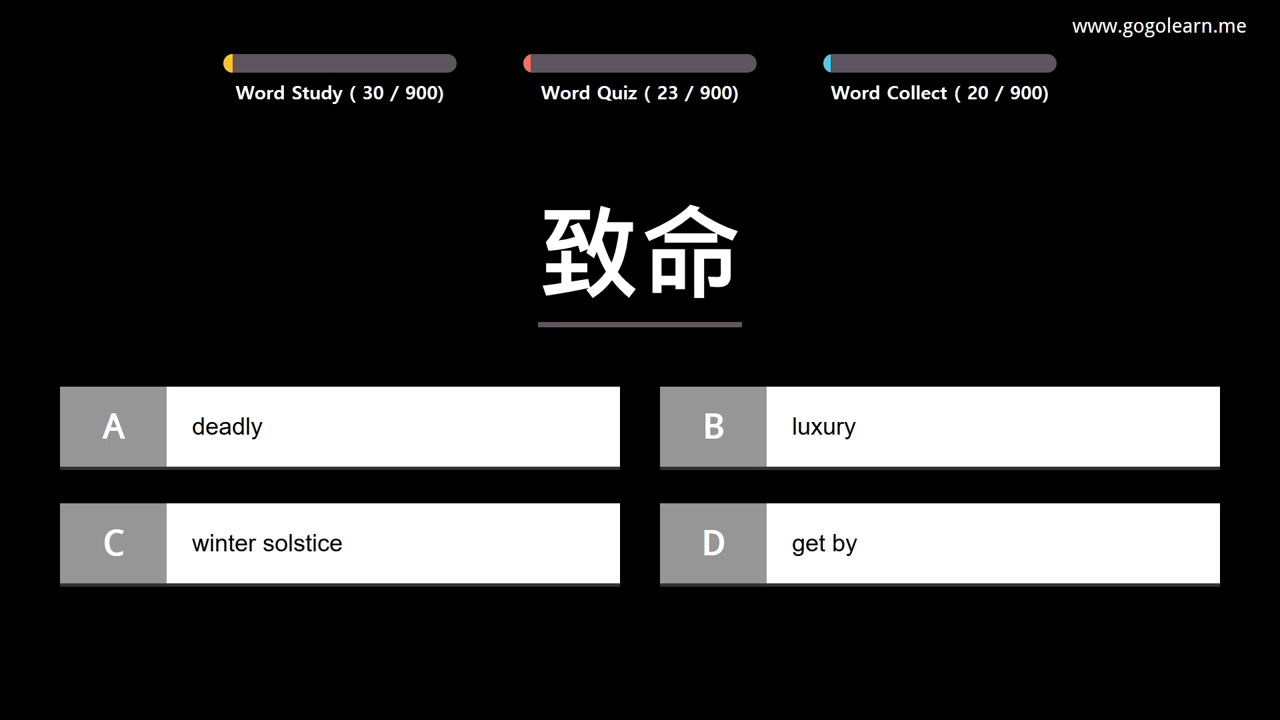 www.gogolearn.me
Word Study ( 30 / 900)
Word Quiz ( 23 / 900)
Word Collect ( 20 / 900)
致命
A deadly
B luxury
C winter solstice
D get by